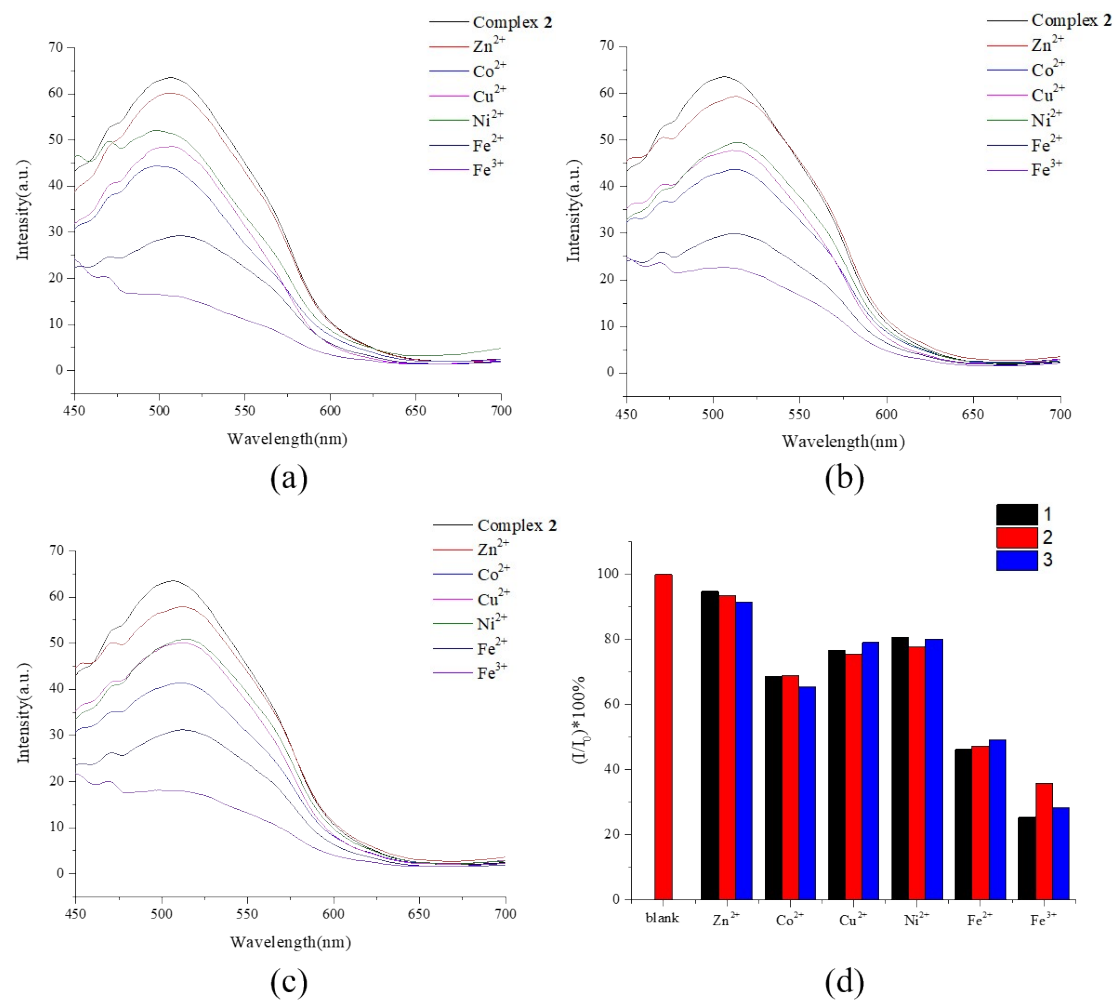 Complex 2
Zn²⁺
Co²⁺
Cu²⁺
Ni²⁺
Fe²⁺
Fe³⁺
70
60
50
40
30
20
10
0
Intensity(a.u.)
450 500 550 600 650 700
Wavelength(nm)
(a)
Complex 2
Zn²⁺
Co²⁺
Cu²⁺
Ni²⁺
Fe²⁺
Fe³⁺
70
60
50
40
30
20
10
0
Intensity(a.u.)
450 500 550 600 650 700
Wavelength(nm)
(b)
Complex 2
Zn²⁺
Co²⁺
Cu²⁺
Ni²⁺
Fe²⁺
Fe³⁺
70
60
50
40
30
20
10
0
Intensity(a.u.)
450 500 550 600 650 700
Wavelength(nm)
(c)
1
2
3
100
80
60
40
20
0
(I/I₀)*100%
blank Zn²⁺ Co²⁺ Cu²⁺ Ni²⁺ Fe²⁺ Fe³⁺
(d)